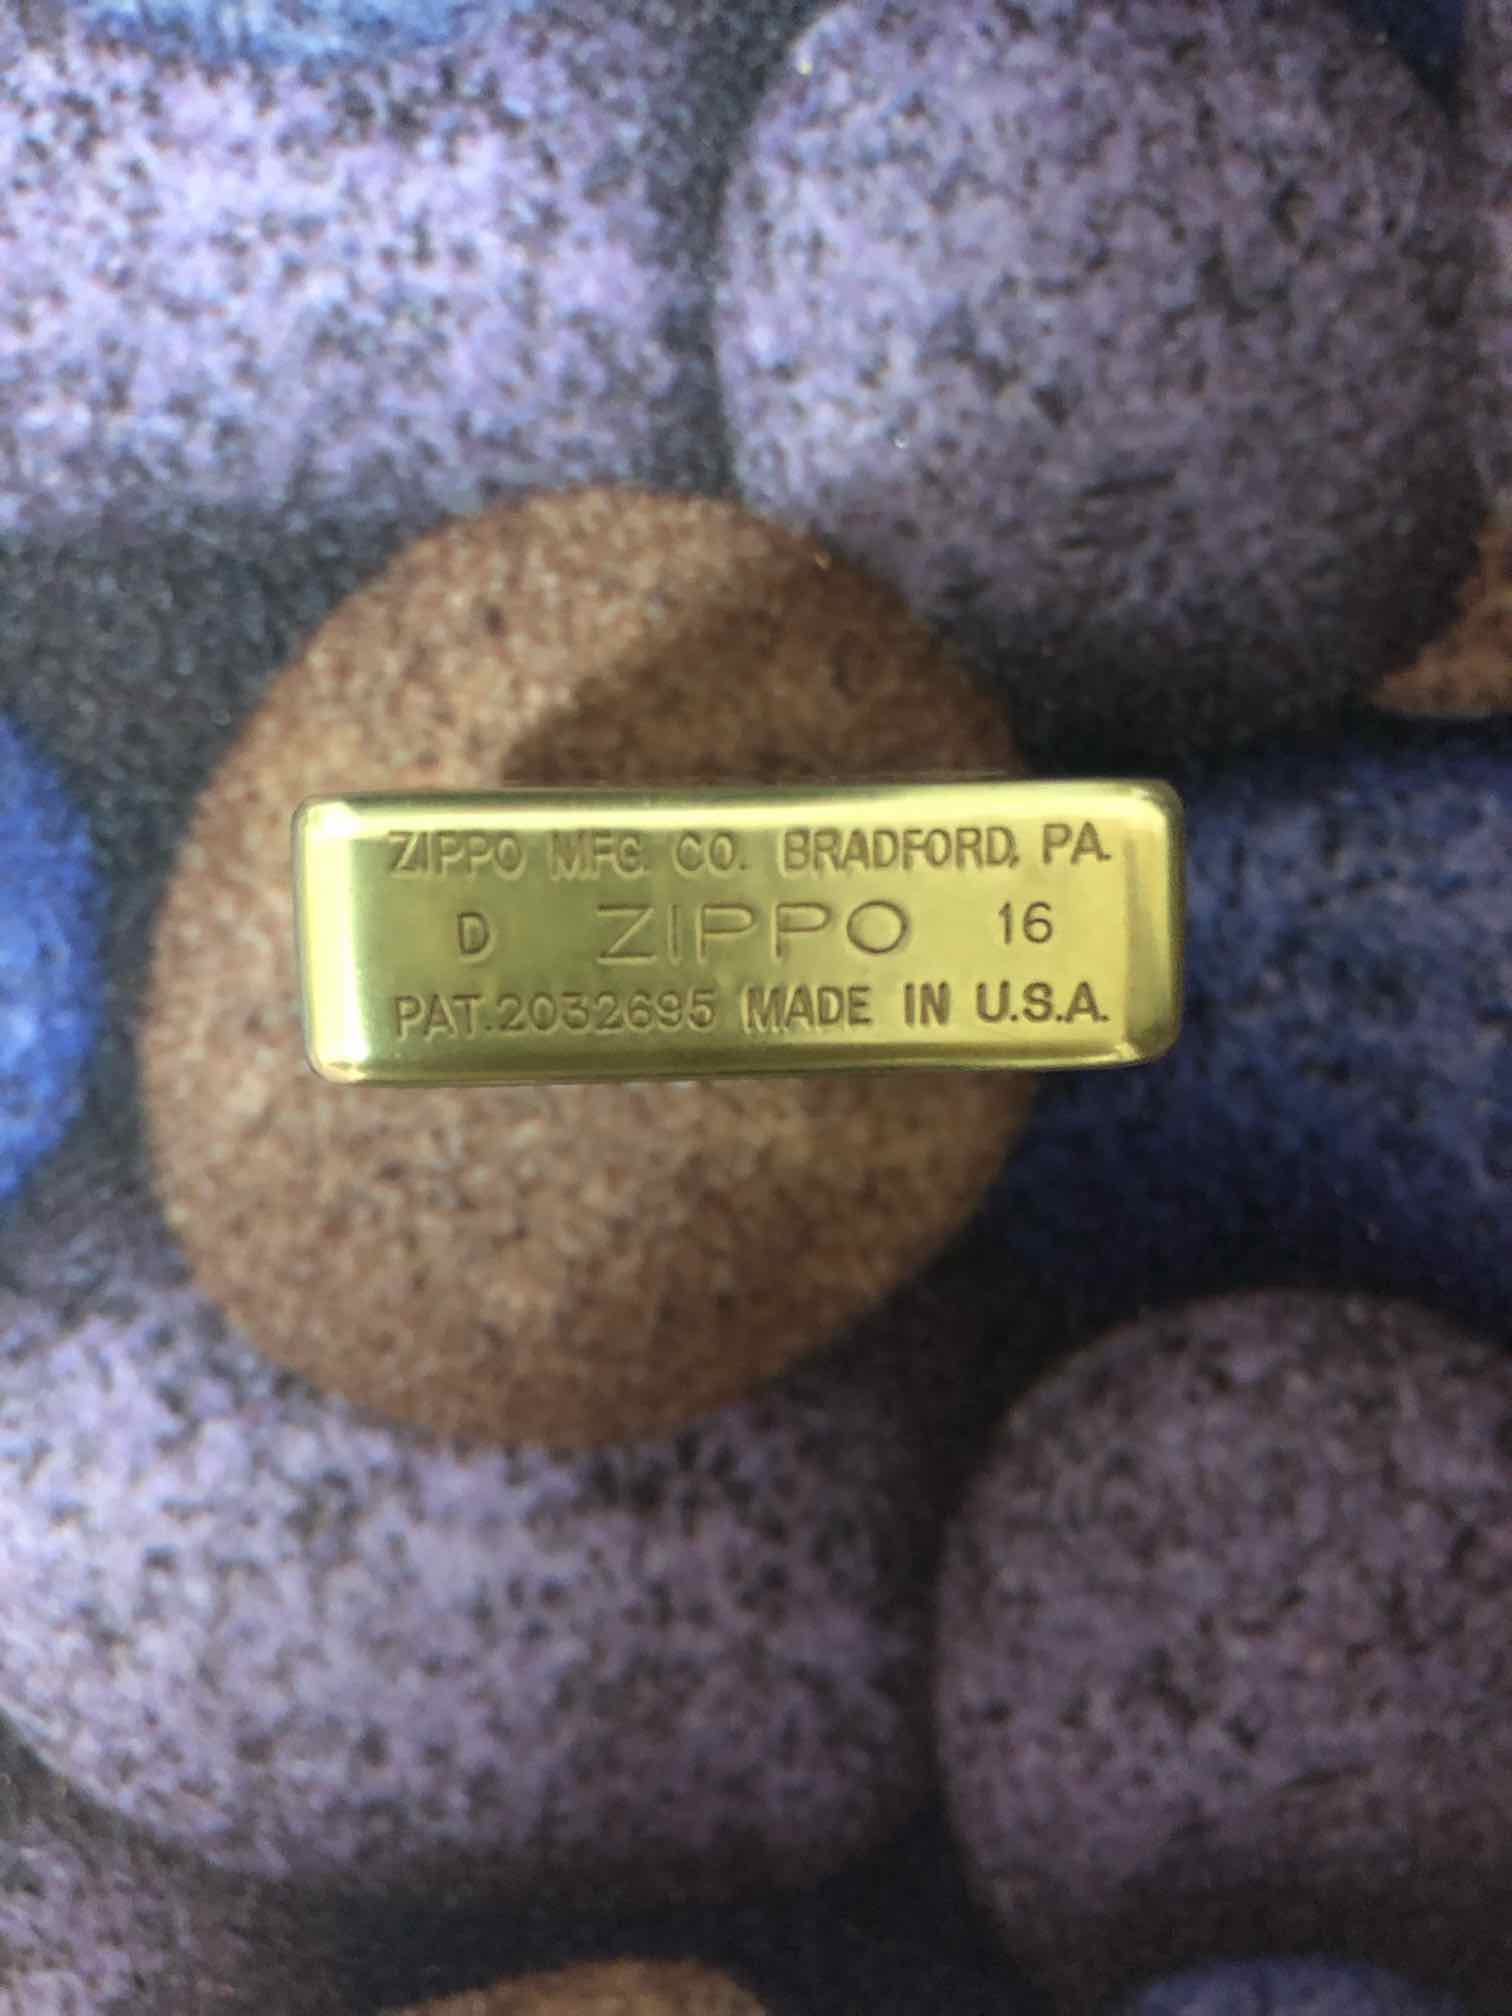 ZIPPO MFG. CO. BRADFORD, PA.
D ZIPPO 16
PAT.2032695 MADE IN U.S.A.